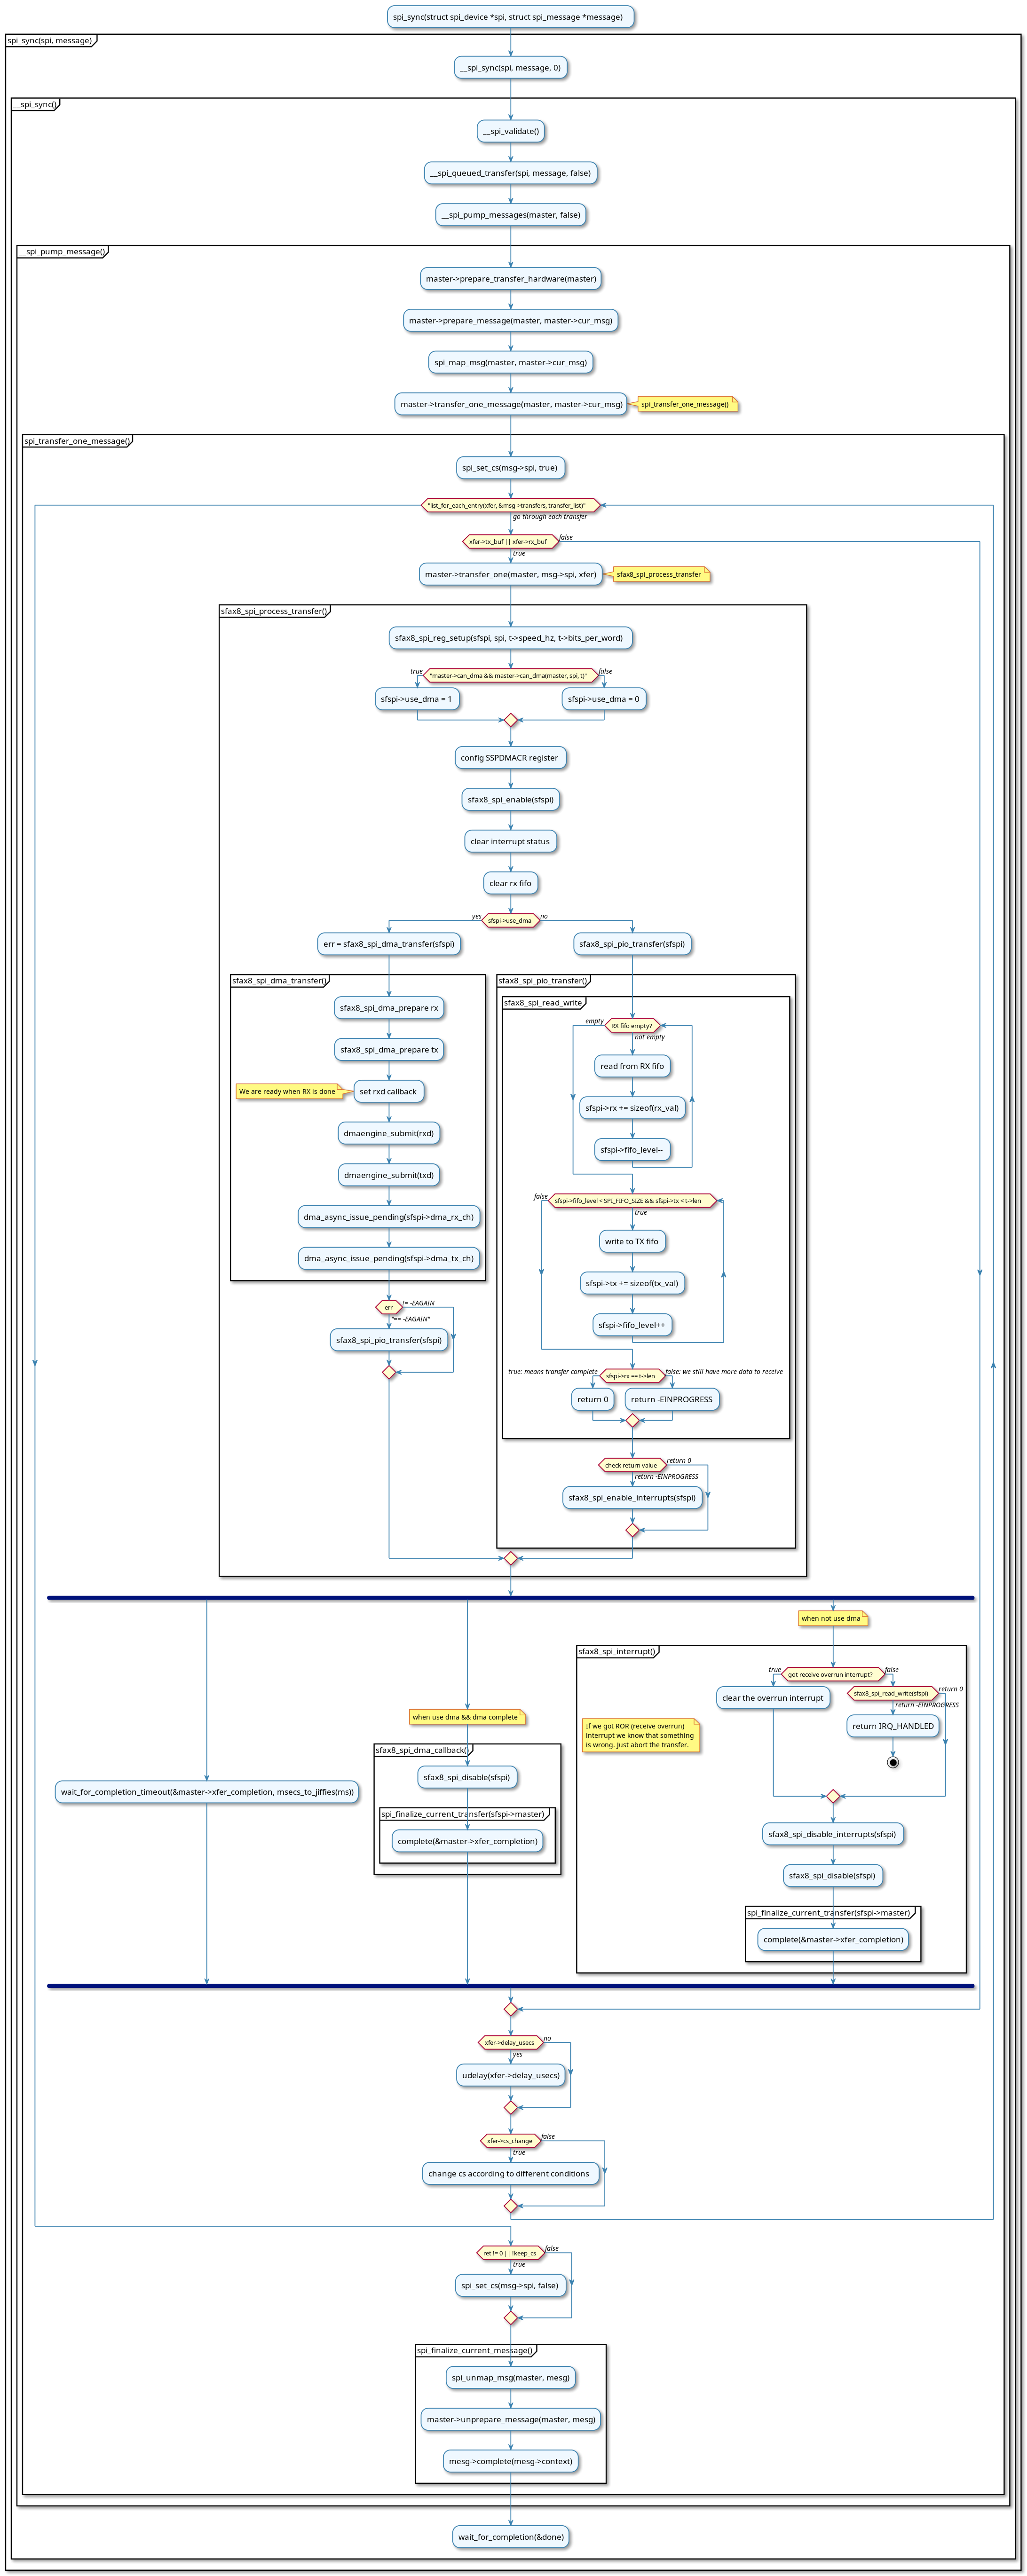 spi_sync(struct spi_device *spi, struct spi_message *message)
spi_sync(spi, message)
__spi_sync(spi, message, 0)
__spi_sync()
__spi_validate()
__spi_queued_transfer(spi, message, false)
__spi_pump_messages(master, false)
__spi_pump_message()
master->prepare_transfer_hardware(master)
master->prepare_message(master, master->cur_msg)
spi_map_msg(master, master->cur_msg)
master->transfer_one_message(master, master->cur_msg)
spi_transfer_one_message()
spi_transfer_one_message()
spi_set_cs(msg->spi, true)
"list_for_each_entry(xfer, &msg->transfers, transfer_list)"
go through each transfer
xfer->tx_buf || xfer->rx_buf
false
true
master->transfer_one(master, msg->spi, xfer)
sfax8_spi_process_transfer
sfax8_spi_process_transfer()
sfax8_spi_reg_setup(sfspi, spi, t->speed_hz, t->bits_per_word)
true
"master->can_dma && master->can_dma(master, spi, t)"
false
sfspi->use_dma = 1
sfspi->use_dma = 0
config SSPDMACR register
sfax8_spi_enable(sfspi)
clear interrupt status
clear rx fifo
yes
sfspi->use_dma
no
err = sfax8_spi_dma_transfer(sfspi)
sfax8_spi_dma_transfer()
sfax8_spi_dma_prepare rx
sfax8_spi_dma_prepare tx
We are ready when RX is done
set rxd callback
dmaengine_submit(rxd)
dmaengine_submit(txd)
dma_async_issue_pending(sfspi->dma_rx_ch)
dma_async_issue_pending(sfspi->dma_tx_ch)
err
!= -EAGAIN
"== -EAGAIN"
sfax8_spi_pio_transfer(sfspi)
sfax8_spi_pio_transfer(sfspi)
sfax8_spi_pio_transfer()
sfax8_spi_read_write
empty
RX fifo empty?
not empty
read from RX fifo
sfspi->rx += sizeof(rx_val)
sfspi->fifo_level--
false
sfspi->fifo_level < SPI_FIFO_SIZE && sfspi->tx < t->len
true
write to TX fifo
sfspi->tx += sizeof(tx_val)
sfspi->fifo_level++
true: means transfer complete
sfspi->rx == t->len
false: we still have more data to receive
return 0
return -EINPROGRESS
check return value
return 0
return -EINPROGRESS
sfax8_spi_enable_interrupts(sfspi)
wait_for_completion_timeout(&master->xfer_completion, msecs_to_jiffies(ms))
when use dma && dma complete
sfax8_spi_dma_callback()
sfax8_spi_disable(sfspi)
spi_finalize_current_transfer(sfspi->master)
complete(&master->xfer_completion)
when not use dma
sfax8_spi_interrupt()
true
got receive overrun interrupt?
false
clear the overrun interrupt
If we got ROR (receive overrun)
interrupt we know that something
is wrong. Just abort the transfer.
sfax8_spi_read_write(sfspi)
return 0
return -EINPROGRESS
return IRQ_HANDLED
sfax8_spi_disable_interrupts(sfspi)
sfax8_spi_disable(sfspi)
spi_finalize_current_transfer(sfspi->master)
complete(&master->xfer_completion)
xfer->delay_usecs
no
yes
udelay(xfer->delay_usecs)
xfer->cs_change
false
true
change cs according to different conditions
ret != 0 || !keep_cs
false
true
spi_set_cs(msg->spi, false)
spi_finalize_current_message()
spi_unmap_msg(master, mesg)
master->unprepare_message(master, mesg)
mesg->complete(mesg->context)
wait_for_completion(&done)